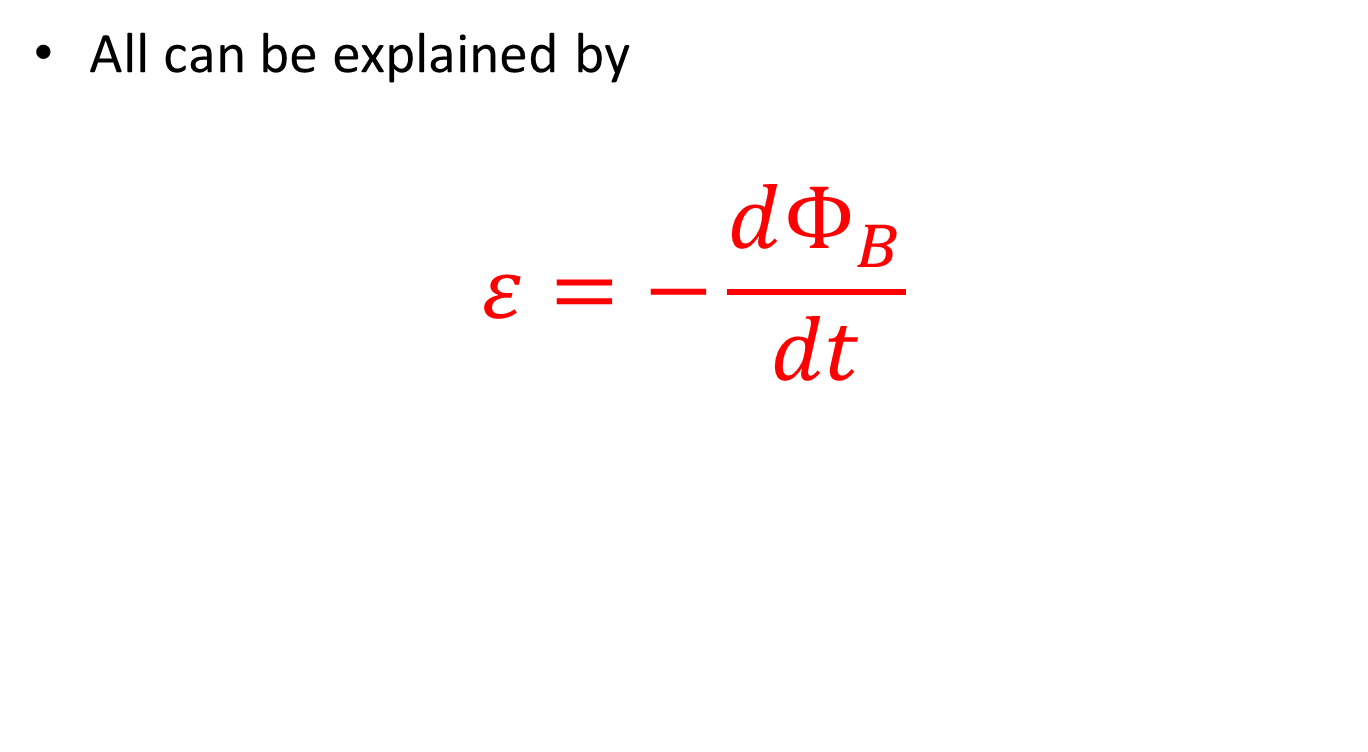 • All can be explained by
ε = − dΦ_B / dt